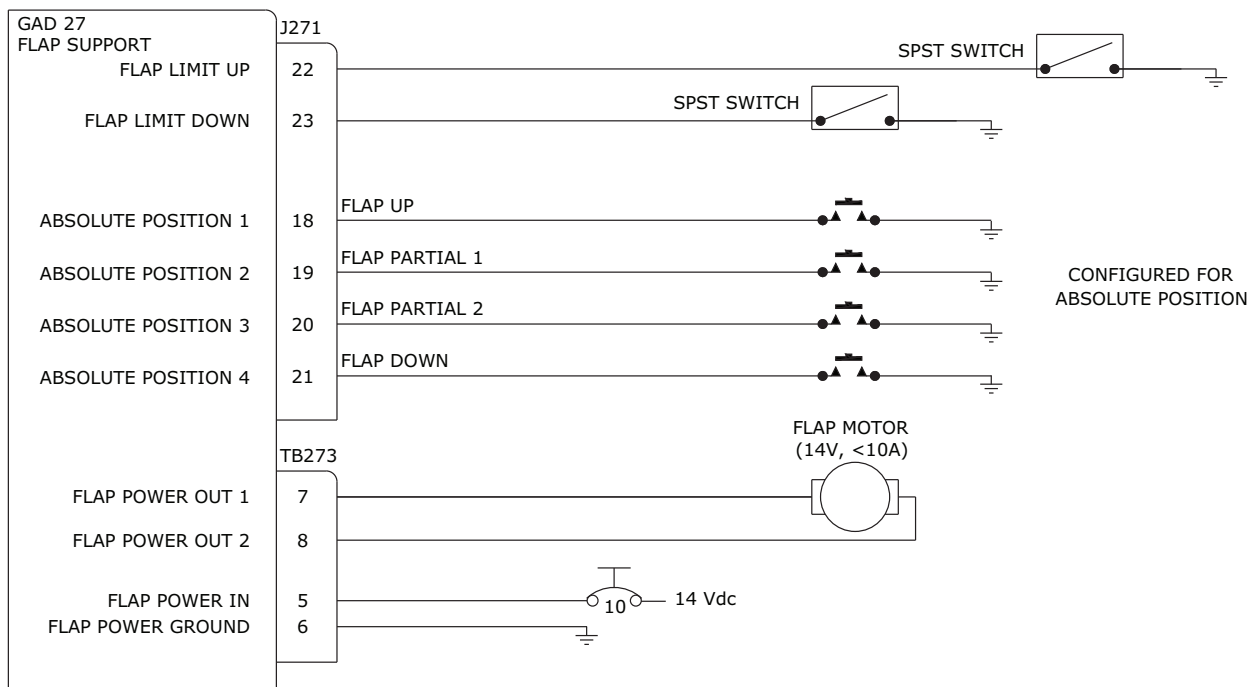 GAD 27
FLAP SUPPORT
J271
FLAP LIMIT UP 22 SPST SWITCH
FLAP LIMIT DOWN 23 SPST SWITCH
ABSOLUTE POSITION 1 18 FLAP UP
ABSOLUTE POSITION 2 19 FLAP PARTIAL 1
ABSOLUTE POSITION 3 20 FLAP PARTIAL 2
ABSOLUTE POSITION 4 21 FLAP DOWN
CONFIGURED FOR
ABSOLUTE POSITION
TB273
FLAP MOTOR
(14V, <10A)
FLAP POWER OUT 1 7
FLAP POWER OUT 2 8
FLAP POWER IN 5 10 14 Vdc
FLAP POWER GROUND 6